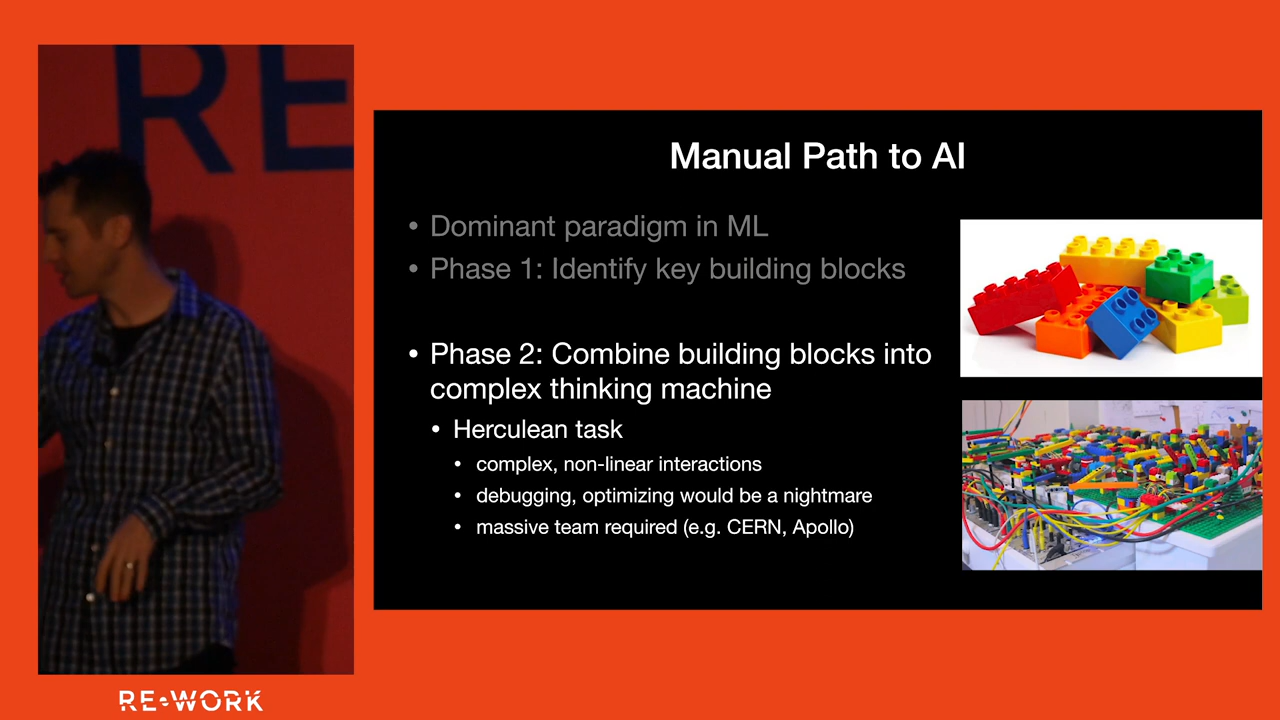 RE
Manual Path to AI
• Dominant paradigm in ML
• Phase 1: Identify key building blocks
• Phase 2: Combine building blocks into
complex thinking machine
• Herculean task
• complex, non-linear interactions
• debugging, optimizing would be a nightmare
• massive team required (e.g. CERN, Apollo)
RE•WORK